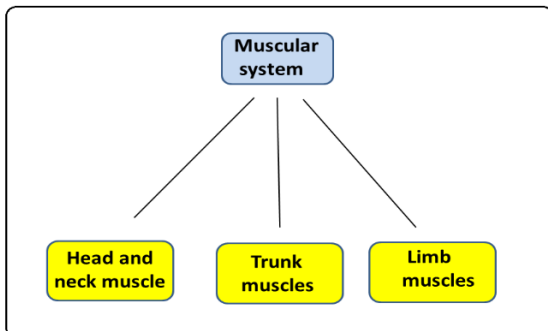 Muscular
system
Head and
neck muscle
Trunk
muscles
Limb
muscles